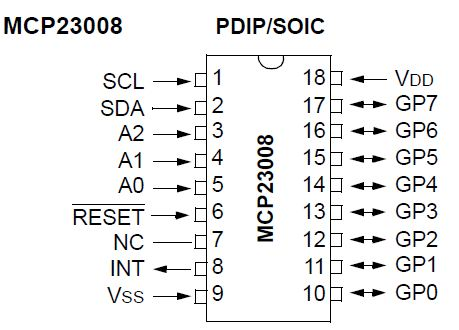 MCP23008 PDIP/SOIC
SCL 1 18 VDD
SDA 2 17 GP7
A2 3 16 GP6
A1 4 15 GP5
A0 5 14 GP4
RESET 6 13 GP3
NC 7 12 GP2
INT 8 11 GP1
VSS 9 10 GP0
MCP23008